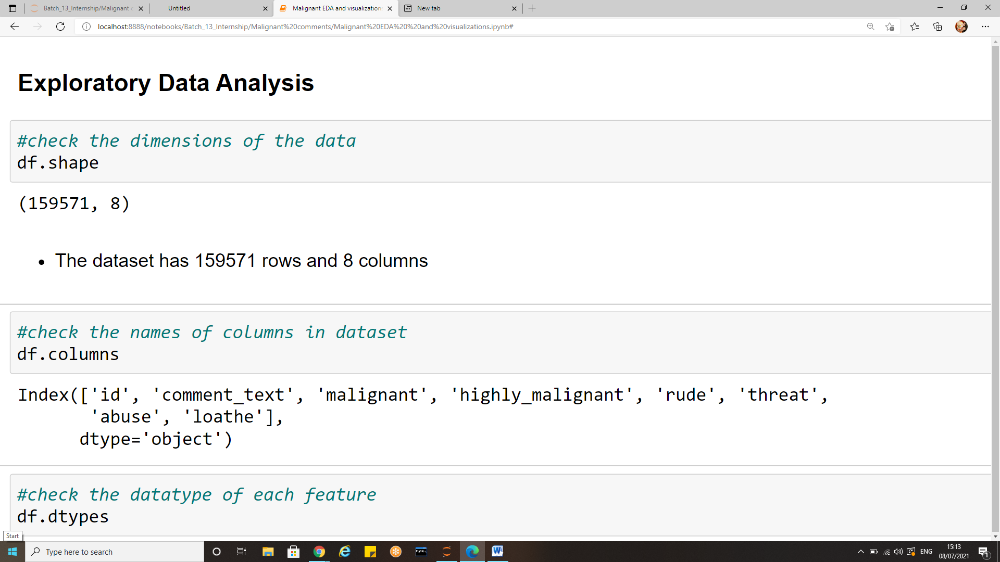 Batch_13_Internship/Malignant c
Untitled
Malignant EDA and visualizations
New tab
localhost:8888/notebooks/Batch_13_Internship/Malignant%20comments/Malignant%20EDA%20%20and%20visualizations.ipynb#
Exploratory Data Analysis
#check the dimensions of the data
df.shape
(159571, 8)
• The dataset has 159571 rows and 8 columns
#check the names of columns in dataset
df.columns
Index(['id', 'comment_text', 'malignant', 'highly_malignant', 'rude', 'threat',
'abuse', 'loathe'],
dtype='object')
#check the datatype of each feature
df.dtypes
Start
Type here to search
MySQL
W
ENG
15:13
08/07/2021
1